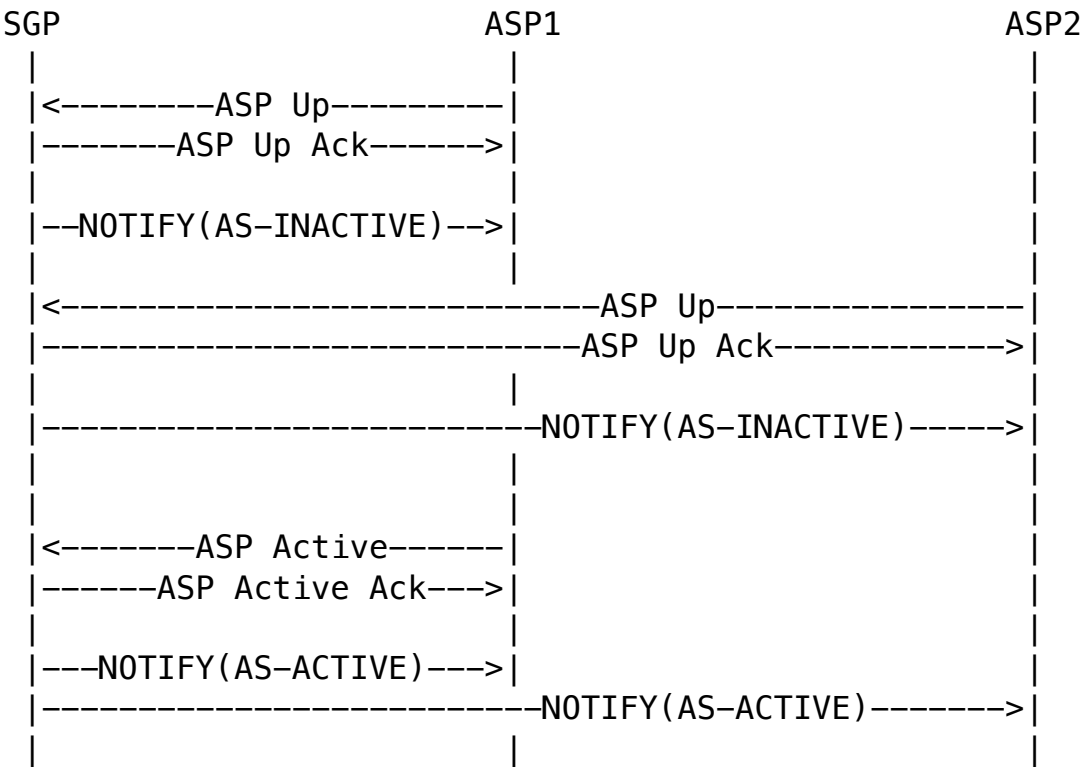 SGP ASP1 ASP2
ASP Up
ASP Up Ack
NOTIFY(AS-INACTIVE)
ASP Up
ASP Up Ack
NOTIFY(AS-INACTIVE)
ASP Active
ASP Active Ack
NOTIFY(AS-ACTIVE)
NOTIFY(AS-ACTIVE)